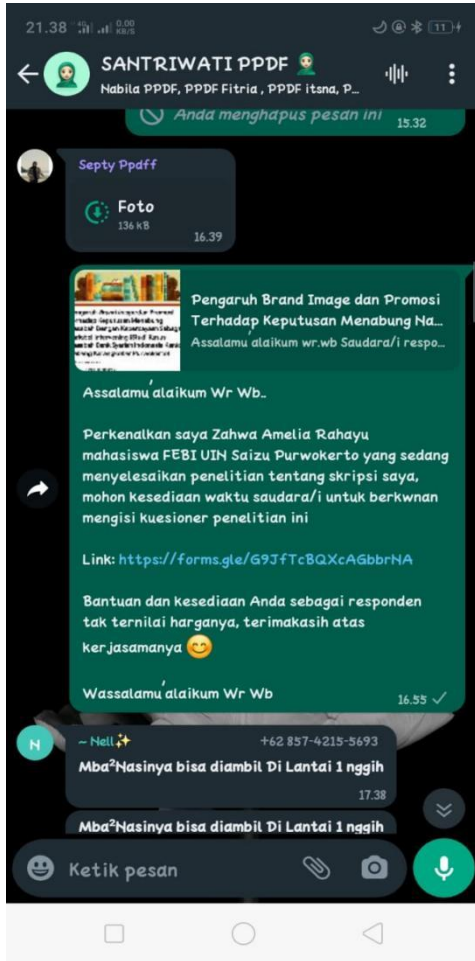 21.38 4G 0.00 KB/S 11
SANTRIWATI PPDF
Nabila PPDF, PPDF Fitria , PPDF itsna, P...
Anda menghapus pesan ini
15.32
Septy Ppdff
Foto
136 kB
16.39
Pengaruh Brand Image dan Promosi
Terhadap Keputusan Menabung Na...
Assalamu'alaikum wr.wb Saudara/i respo...
Assalamu'alaikum Wr Wb..
Perkenalkan saya Zahwa Amelia Rahayu
mahasiswa FEBI UIN Saizu Purwokerto yang sedang
menyelesaikan penelitian tentang skripsi saya,
mohon kesediaan waktu saudara/i untuk berkwnan
mengisi kuesioner penelitian ini
Link: https://forms.gle/G9JfTcBQXcAGbbrNA
Bantuan dan kesediaan Anda sebagai responden
tak ternilai harganya, terimakasih atas
kerjasamanya 😊
Wassalamu'alaikum Wr Wb
16.55
N
~ Nell✨ +62 857-4215-5693
Mba²Nasinya bisa diambil Di Lantai 1 nggih
17.38
Mba²Nasinya bisa diambil Di Lantai 1 nggih
Ketik pesan